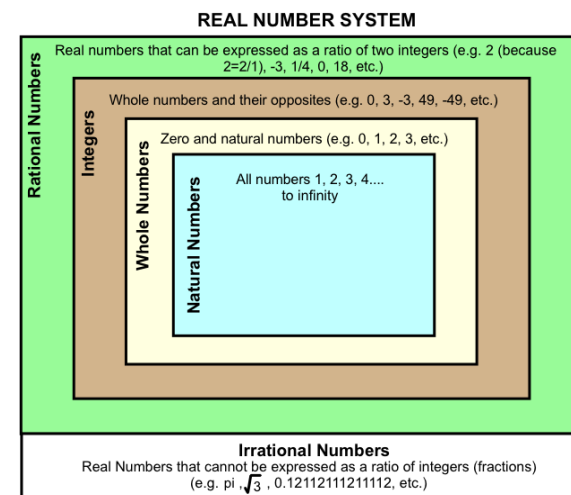 REAL NUMBER SYSTEM
Rational Numbers
Real numbers that can be expressed as a ratio of two integers (e.g. 2 (because
2=2/1), -3, 1/4, 0, 18, etc.)
Integers
Whole numbers and their opposites (e.g. 0, 3, -3, 49, -49, etc.)
Whole Numbers
Zero and natural numbers (e.g. 0, 1, 2, 3, etc.)
Natural Numbers
All numbers 1, 2, 3, 4....
to infinity
Irrational Numbers
Real Numbers that cannot be expressed as a ratio of integers (fractions)
(e.g. pi ,√3 , 0.12112111211112, etc.)